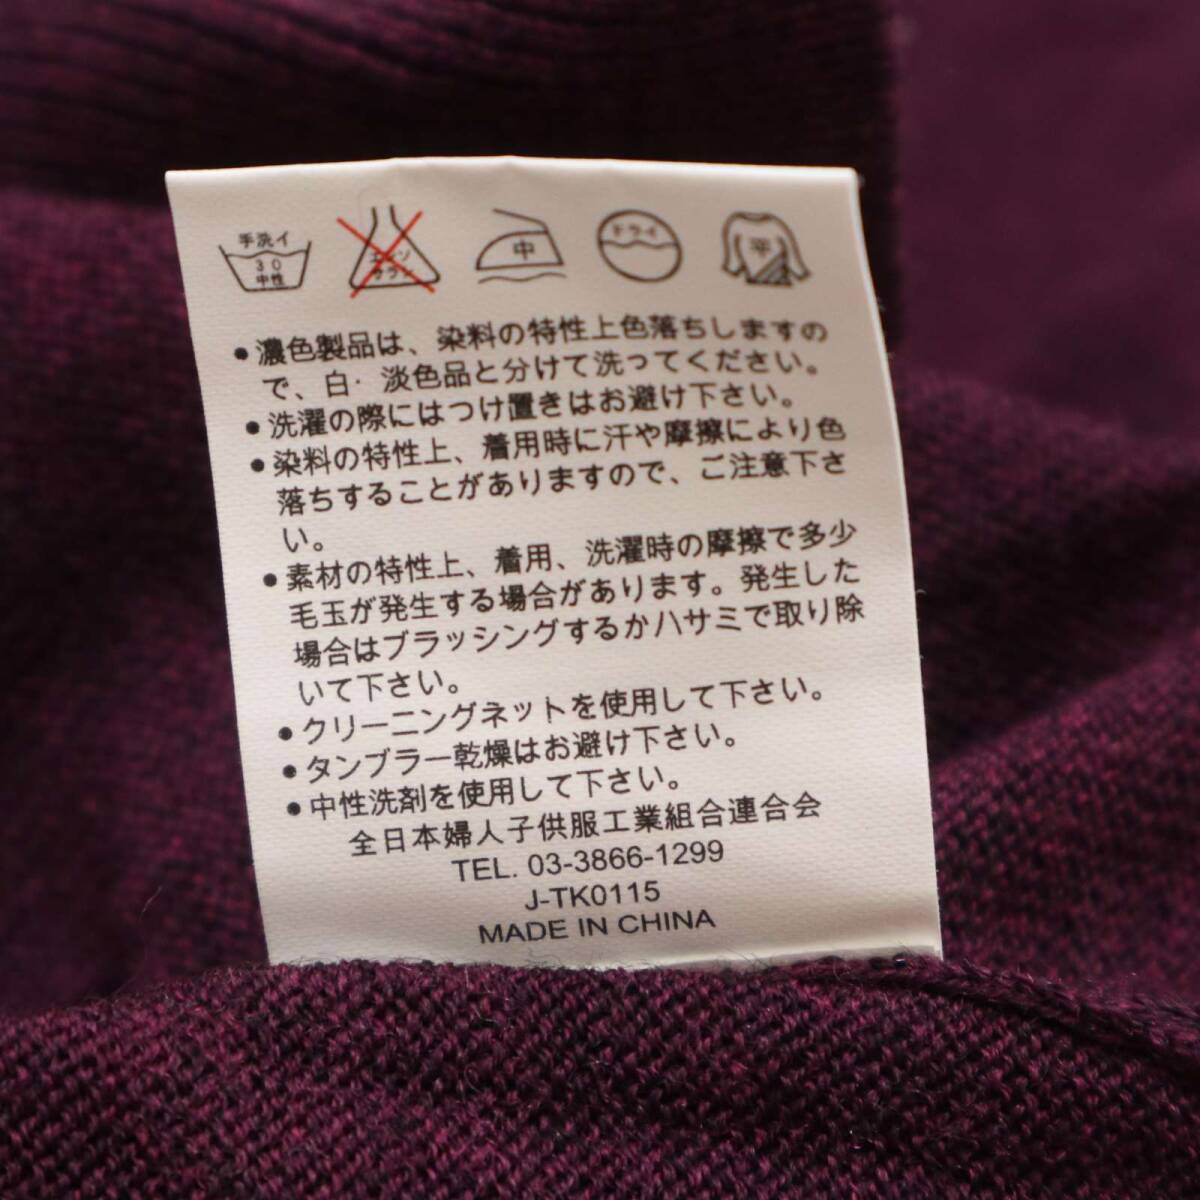 手洗イ
30
中性
エンソ
サラシ
中
ドライ
平
● 濃色製品は、染料の特性上色落ちしますの
で、白・淡色品と分けて洗ってください。
● 洗濯の際にはつけ置きはお避け下さい。
● 染料の特性上、着用時に汗や摩擦により色
落ちすることがありますので、ご注意下さ
い。
● 素材の特性上、着用、洗濯時の摩擦で多少
毛玉が発生する場合があります。発生した
場合はブラッシングするかハサミで取り除
いて下さい。
● クリーニングネットを使用して下さい。
● タンブラー乾燥はお避け下さい。
● 中性洗剤を使用して下さい。
全日本婦人子供服工業組合連合会
TEL. 03-3866-1299
J-TK0115
MADE IN CHINA